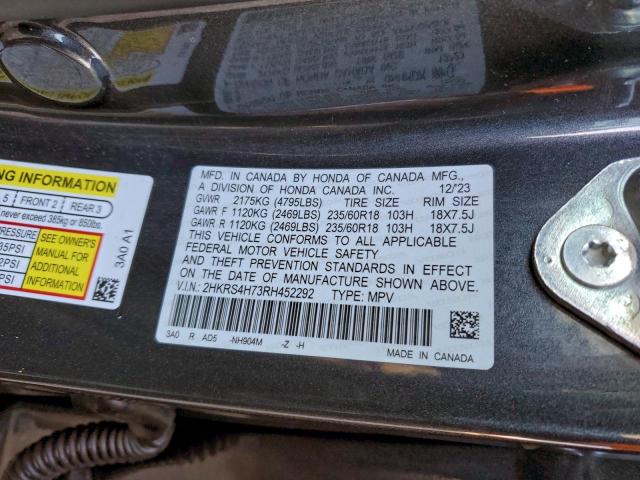 NG INFORMATION
5 FRONT 2 REAR 3
never exceed 385kg or 850lbs.
PRESSURE
35PSI
2PSI
PSI
SEE OWNER'S
MANUAL FOR
ADDITIONAL
INFORMATION
3A0 A1
MFD. IN CANADA BY HONDA OF CANADA MFG.,
A DIVISION OF HONDA CANADA INC. 12/'23
GVWR 2175KG (4795LBS) TIRE SIZE RIM SIZE
GAWR F 1120KG (2469LBS) 235/60R18 103H 18X7.5J
GAWR R 1120KG (2469LBS) 235/60R18 103H 18X7.5J
THIS VEHICLE CONFORMS TO ALL APPLICABLE
FEDERAL MOTOR VEHICLE SAFETY
AND THEFT PREVENTION STANDARDS IN EFFECT
ON THE DATE OF MANUFACTURE SHOWN ABOVE.
V.I.N.: 2HKRS4H73RH452292 TYPE: MPV
3A0 R AD5 -NH904M -Z -H
MADE IN CANADA